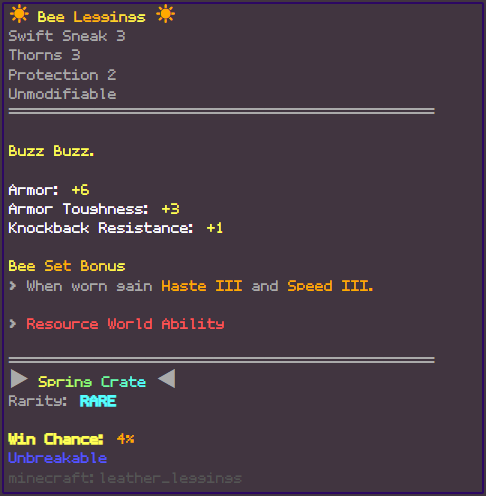 ☀ Bee Leggings ☀
Swift Sneak 3
Thorns 3
Protection 2
Unmodifiable
Buzz Buzz.
Armor: +6
Armor Toughness: +3
Knockback Resistance: +1
Bee Set Bonus
> When worn gain Haste III and Speed III.
> Resource World Ability
▶ Spring Crate ◀
Rarity: RARE
Win Chance: 4%
Unbreakable
minecraft:leather_leggings